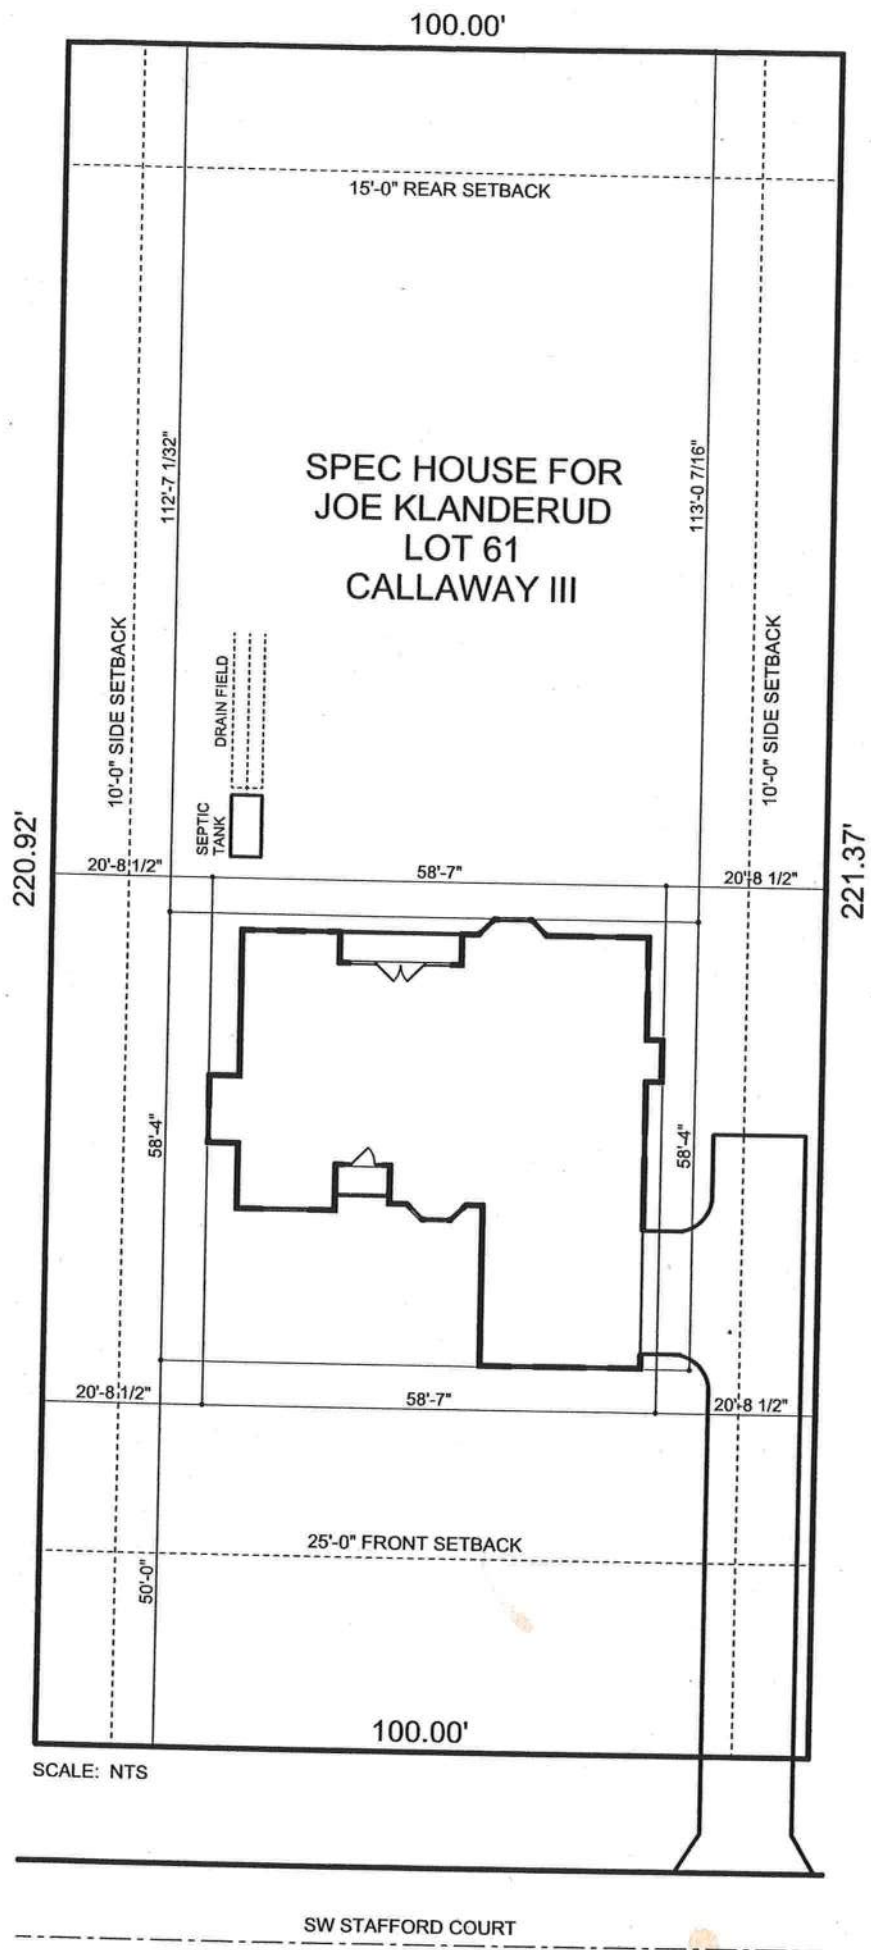 100.00'
15'-0" REAR SETBACK
112'-7 1/32"
113'-0 7/16"
SPEC HOUSE FOR
JOE KLANDERUD
LOT 61
CALLAWAY III
10'-0" SIDE SETBACK
10'-0" SIDE SETBACK
DRAIN FIELD
SEPTIC
TANK
220.92'
221.37'
20'-8 1/2"
58'-7"
20'-8 1/2"
58'-4"
58'-4"
20'-8 1/2"
58'-7"
20'-8 1/2"
25'-0" FRONT SETBACK
50'-0"
100.00'
SCALE: NTS
SW STAFFORD COURT